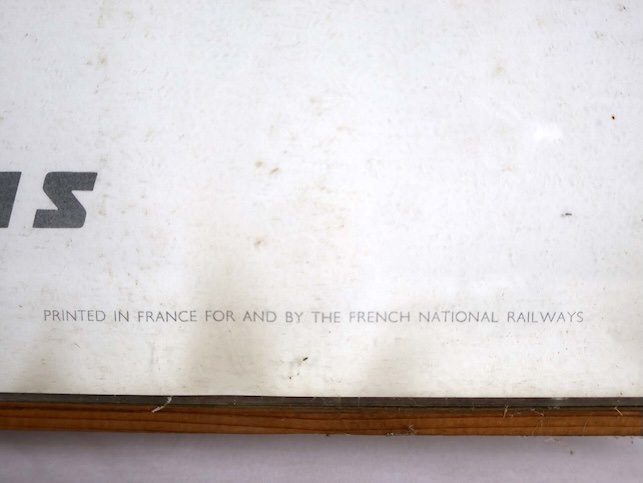 PRINTED IN FRANCE FOR AND BY THE FRENCH NATIONAL RAILWAYS